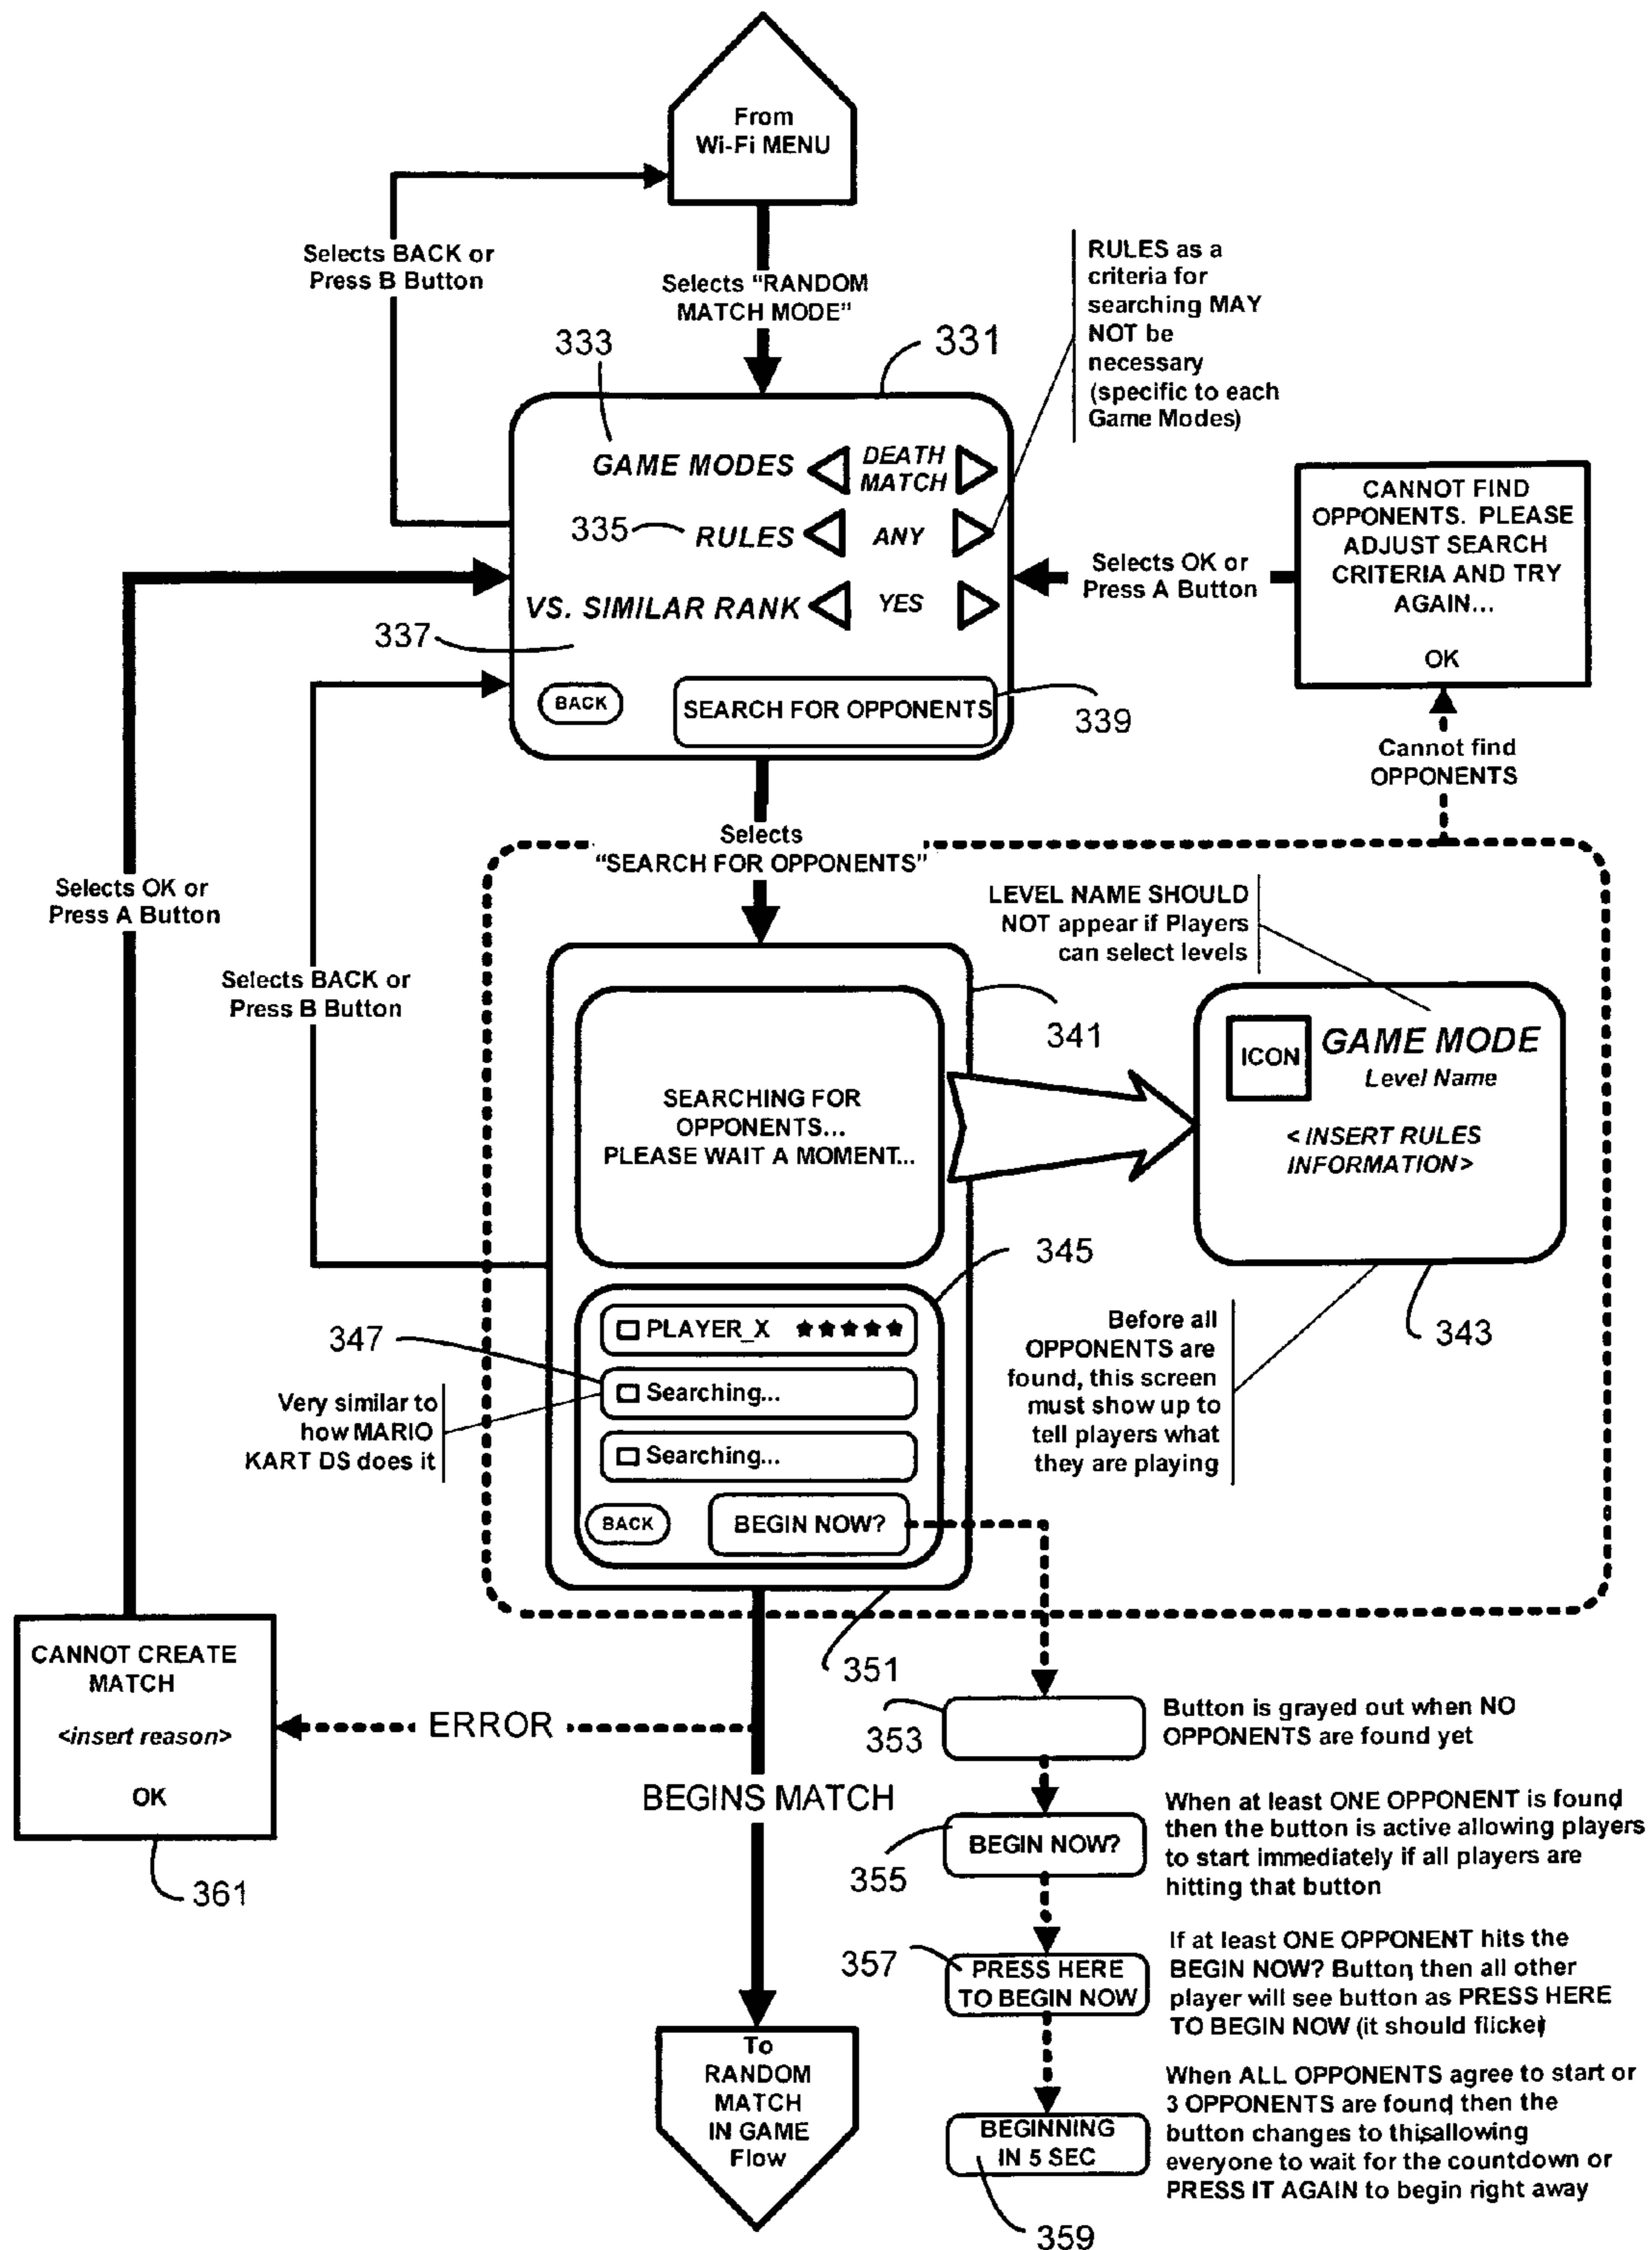 From
Wi-Fi MENU
Selects BACK or
Press B Button
Selects "RANDOM
MATCH MODE"
RULES as a
criteria for
searching MAY
NOT be
necessary
(specific to each
Game Modes)
333
331
GAME MODES
DEATH
MATCH
335
RULES
ANY
VS. SIMILAR RANK
YES
337
BACK
SEARCH FOR OPPONENTS
339
Selects OK or
Press A Button
CANNOT FIND
OPPONENTS. PLEASE
ADJUST SEARCH
CRITERIA AND TRY
AGAIN...
OK
Cannot find
OPPONENTS
Selects
"SEARCH FOR OPPONENTS"
Selects OK or
Press A Button
Selects BACK or
Press B Button
LEVEL NAME SHOULD
NOT appear if Players
can select levels
341
SEARCHING FOR
OPPONENTS...
PLEASE WAIT A MOMENT...
ICON
GAME MODE
Level Name
<INSERT RULES
INFORMATION>
345
343
Before all
OPPONENTS are
found, this screen
must show up to
tell players what
they are playing
347
Very similar to
how MARIO
KART DS does it
PLAYER_X ★★★★★
Searching...
Searching...
BACK
BEGIN NOW?
351
CANNOT CREATE
MATCH
<insert reason>
OK
361
ERROR
BEGINS MATCH
353
Button is grayed out when NO
OPPONENTS are found yet
355
BEGIN NOW?
When at least ONE OPPONENT is found
then the button is active allowing players
to start immediately if all players are
hitting that button
357
PRESS HERE
TO BEGIN NOW
If at least ONE OPPONENT hits the
BEGIN NOW? Button, then all other
player will see button as PRESS HERE
TO BEGIN NOW (it should flicker)
BEGINNING
IN 5 SEC
359
When ALL OPPONENTS agree to start or
3 OPPONENTS are found, then the
button changes to this, allowing
everyone to wait for the countdown or
PRESS IT AGAIN to begin right away
To
RANDOM
MATCH
IN GAME
Flow